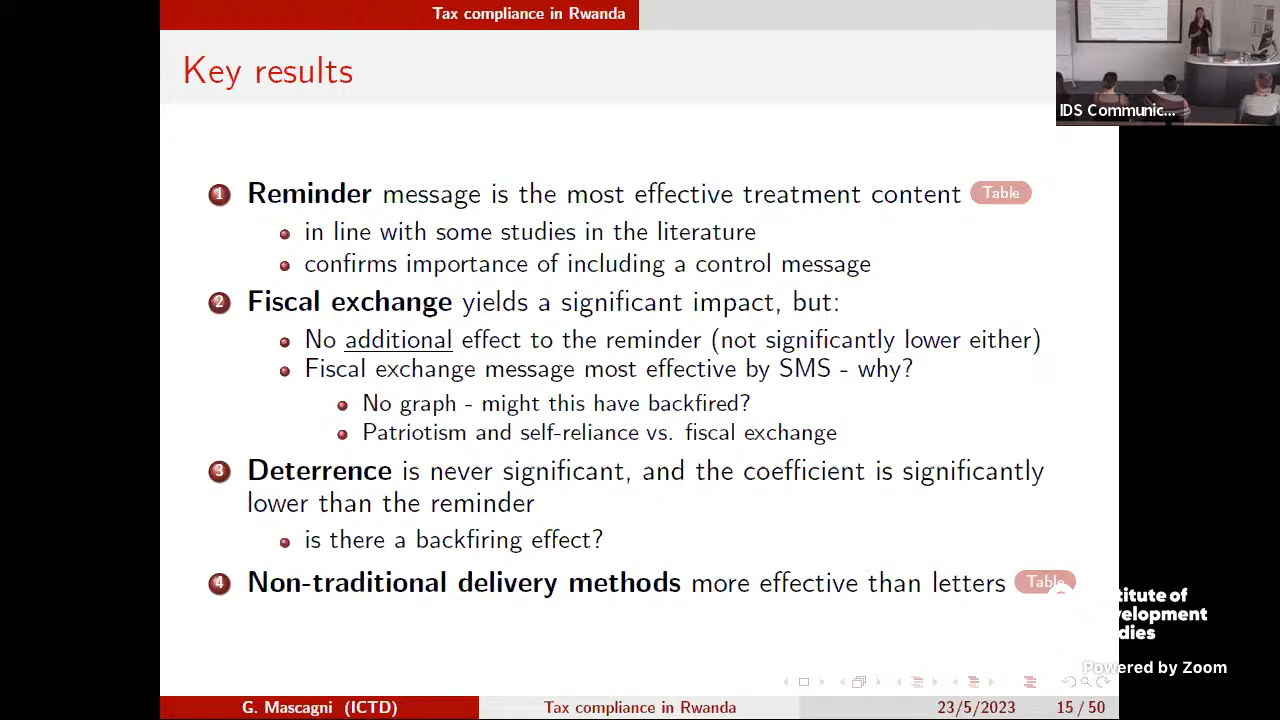 Tax compliance in Rwanda
Key results
IDS Communic...
1 Reminder message is the most effective treatment content Table
in line with some studies in the literature
confirms importance of including a control message
2 Fiscal exchange yields a significant impact, but:
No additional effect to the reminder (not significantly lower either)
Fiscal exchange message most effective by SMS - why?
No graph - might this have backfired?
Patriotism and self-reliance vs. fiscal exchange
3 Deterrence is never significant, and the coefficient is significantly
lower than the reminder
is there a backfiring effect?
4 Non-traditional delivery methods more effective than letters Table
titute of
velopment
dies
Powered by Zoom
G. Mascagni (ICTD) Tax compliance in Rwanda 23/5/2023 15 / 50